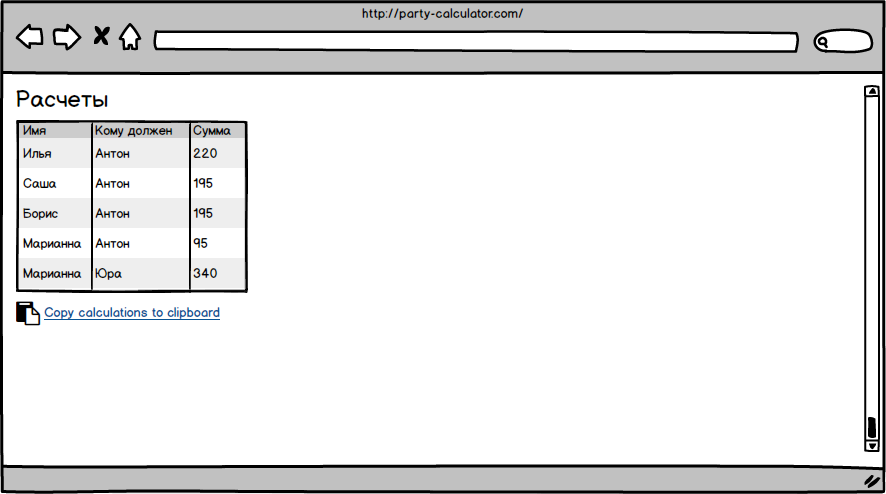 http://party-calculator.com/
Расчеты
Имя Кому должен Сумма
Илья Антон 220
Саша Антон 195
Борис Антон 195
Марианна Антон 95
Марианна Юра 340
Copy calculations to clipboard